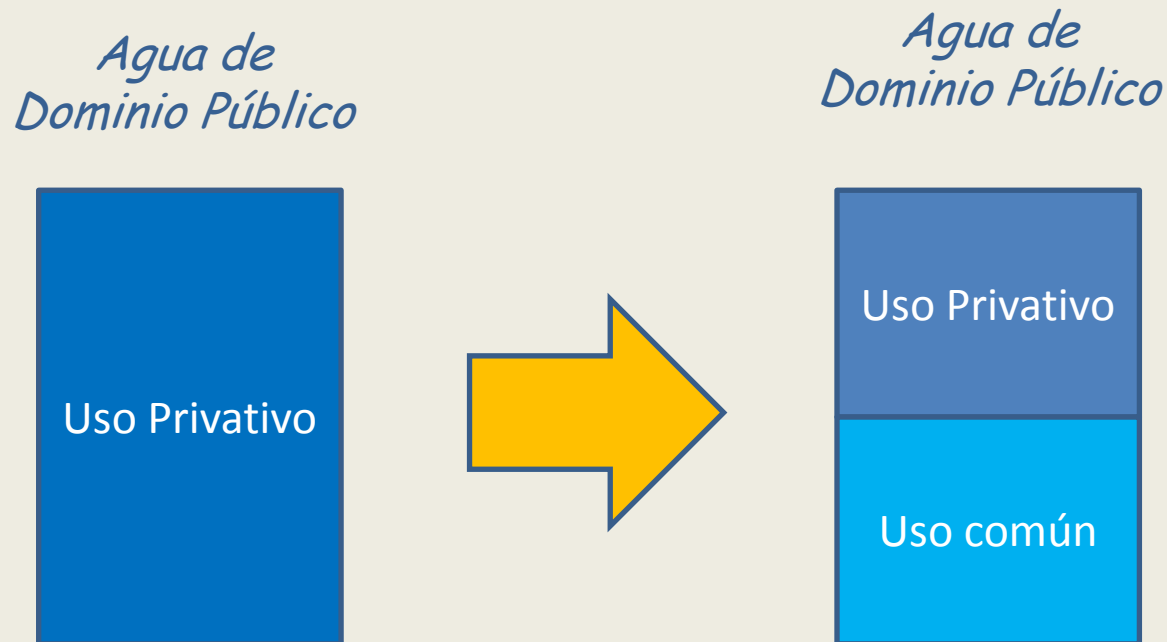 Agua de
Dominio Público
Uso Privativo
Agua de
Dominio Público
Uso Privativo
Uso común